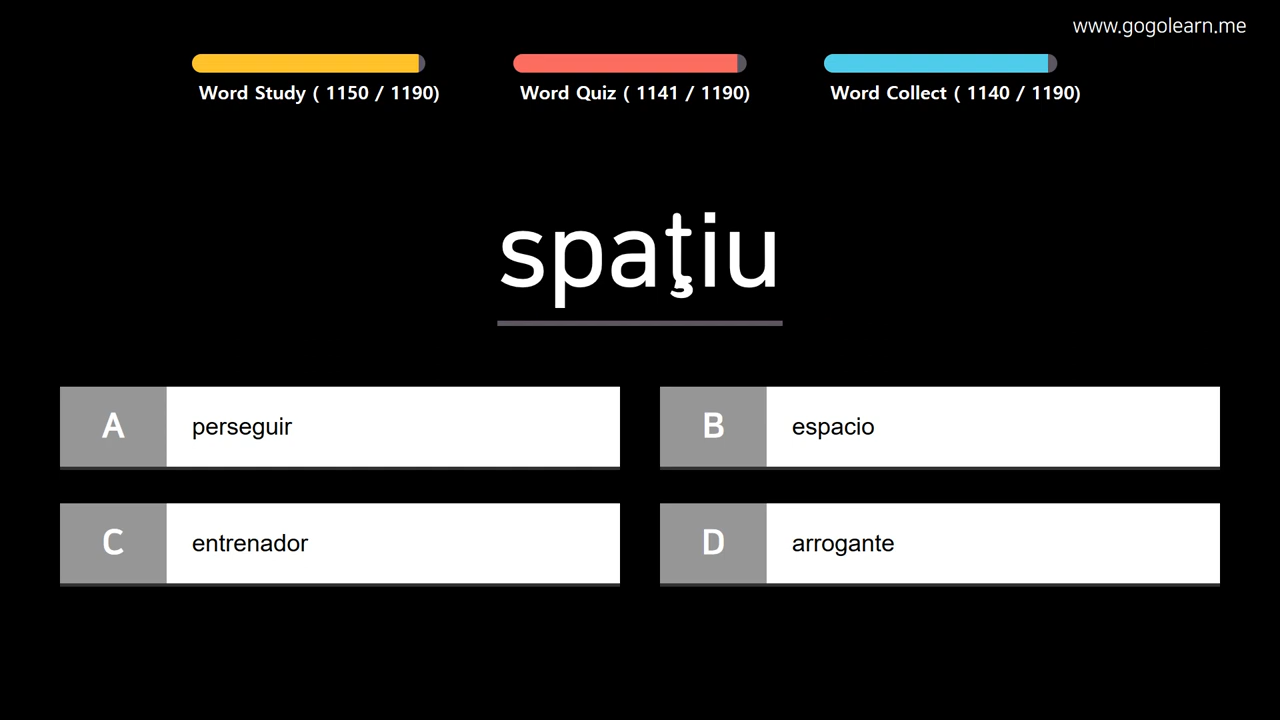 www.gogolearn.me
Word Study ( 1150 / 1190)
Word Quiz ( 1141 / 1190)
Word Collect ( 1140 / 1190)
spaţiu
A perseguir
B espacio
C entrenador
D arrogante